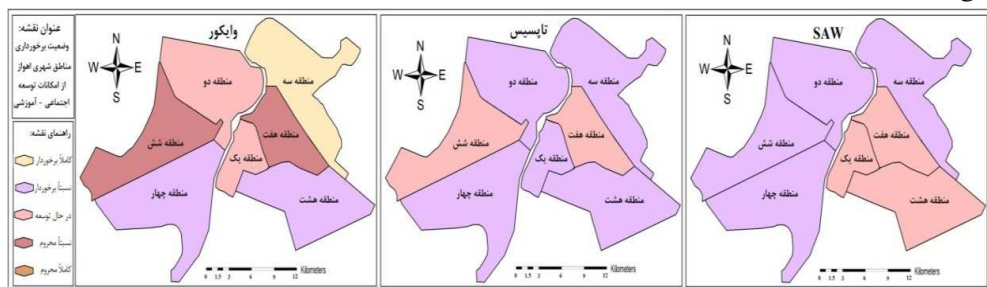 عنوان نقشه:
وضعیت برخورداری
مناطق شهری اهواز
از امکانات توسعه
اجتماعی - آموزشی
راهنمای نقشه:
کاملاً برخوردار
نسبتاً برخوردار
در حال توسعه
نسبتاً محروم
کاملاً محروم
وایکور
N
W E
S
منطقه دو
منطقه سه
منطقه شش
منطقه هفت
منطقه یک
منطقه چهار
منطقه هشت
Kilometers
0 1.5 3 6 9 12
تاپسیس
N
W E
S
منطقه دو
منطقه سه
منطقه شش
منطقه هفت
منطقه یک
منطقه چهار
منطقه هشت
Kilometers
0 1.5 3 6 9 12
SAW
N
W E
S
منطقه دو
منطقه سه
منطقه شش
منطقه هفت
منطقه یک
منطقه چهار
منطقه هشت
Kilometers
0 1.5 3 6 9 12